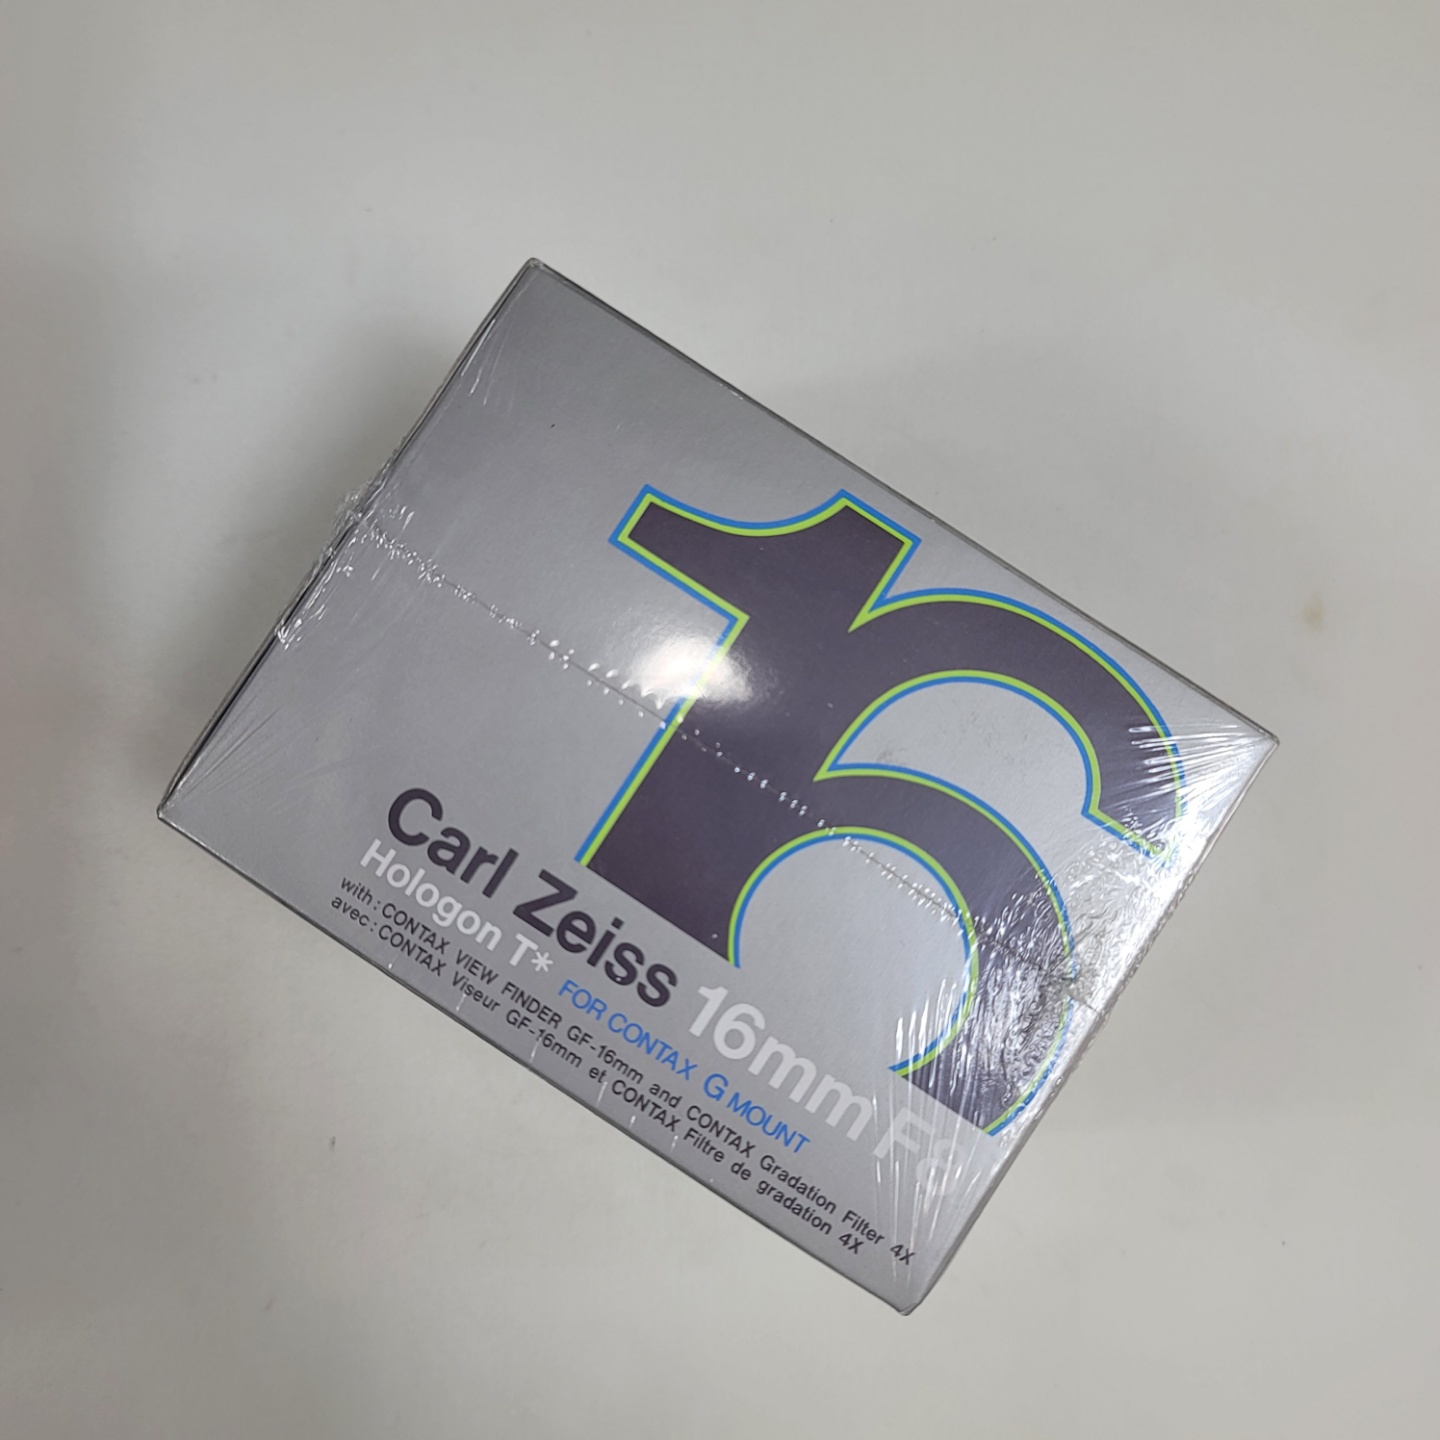 16
Carl Zeiss 16mm F8
Hologon T* FOR CONTAX G MOUNT
with : CONTAX VIEW FINDER GF-16mm and CONTAX Gradation Filter 4X
avec : CONTAX Viseur GF-16mm et CONTAX Filtre de gradation 4X